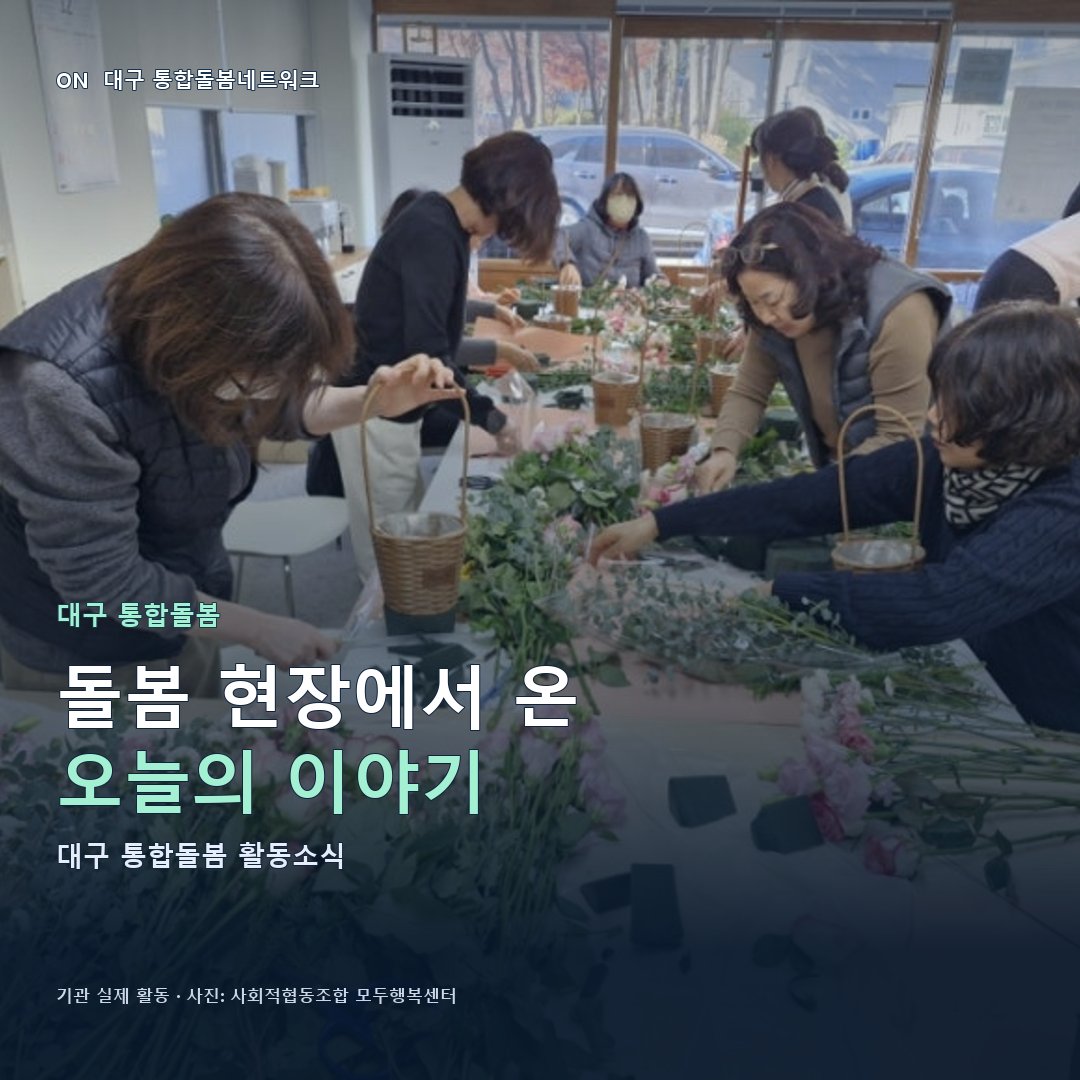 ON 대구 통합돌봄네트워크
대구 통합돌봄
돌봄 현장에서 온
오늘의 이야기
대구 통합돌봄 활동소식
기관 실제 활동 · 사진: 사회적협동조합 모두행복센터